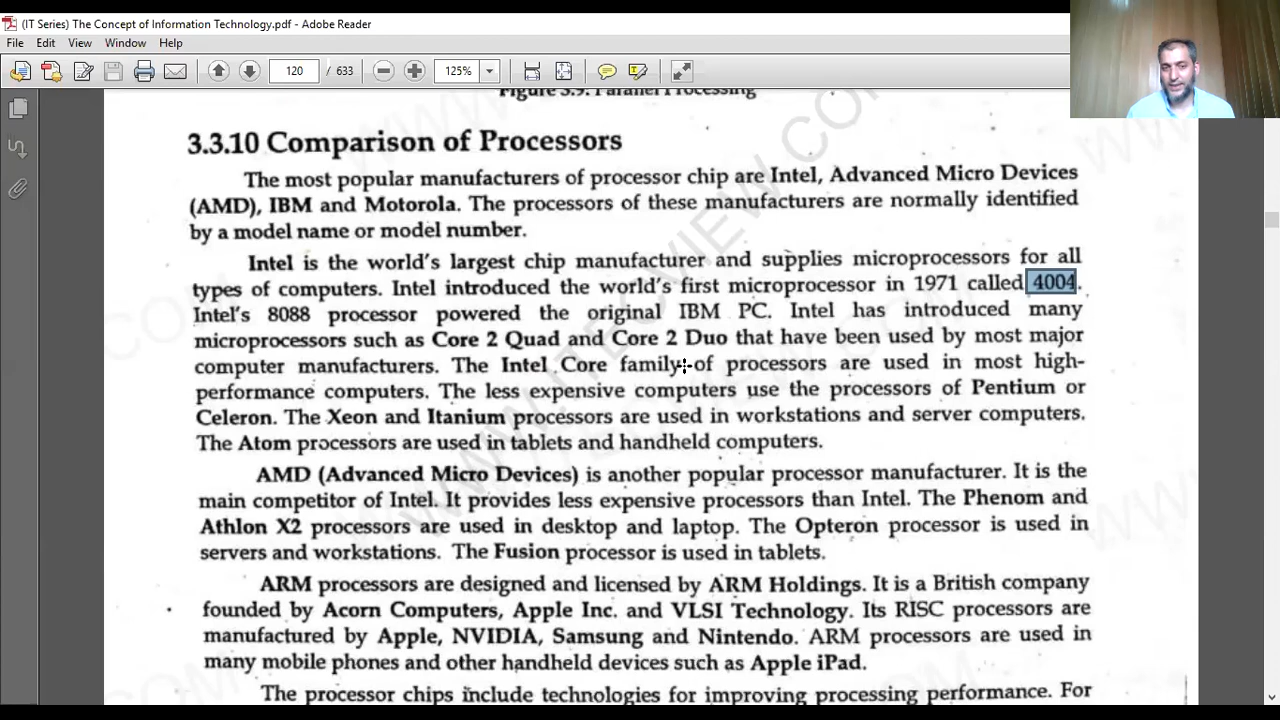 (IT Series) The Concept of Information Technology.pdf - Adobe Reader
File Edit View Window Help
120 / 633 125%
Figure 3.9: Parallel Processing
3.3.10 Comparison of Processors
The most popular manufacturers of processor chip are Intel, Advanced Micro Devices
(AMD), IBM and Motorola. The processors of these manufacturers are normally identified
by a model name or model number.
Intel is the world's largest chip manufacturer and supplies microprocessors for all
types of computers. Intel introduced the world's first microprocessor in 1971 called 4004.
Intel's 8088 processor powered the original IBM PC. Intel has introduced many
microprocessors such as Core 2 Quad and Core 2 Duo that have been used by most major
computer manufacturers. The Intel Core family of processors are used in most high-
performance computers. The less expensive computers use the processors of Pentium or
Celeron. The Xeon and Itanium processors are used in workstations and server computers.
The Atom processors are used in tablets and handheld computers.
AMD (Advanced Micro Devices) is another popular processor manufacturer. It is the
main competitor of Intel. It provides less expensive processors than Intel. The Phenom and
Athlon X2 processors are used in desktop and laptop. The Opteron processor is used in
servers and workstations. The Fusion processor is used in tablets.
ARM processors are designed and licensed by ARM Holdings. It is a British company
founded by Acorn Computers, Apple Inc. and VLSI Technology. Its RISC processors are
manufactured by Apple, NVIDIA, Samsung and Nintendo. ARM processors are used in
many mobile phones and other handheld devices such as Apple iPad.
The processor chips include technologies for improving processing performance. For
WWW.ITECVIEW.COM